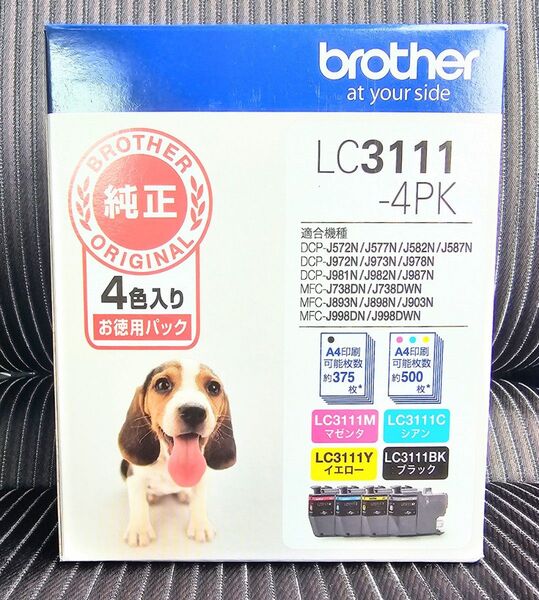 brother
at your side
BROTHER
純正
ORIGINAL
4色入り
お徳用パック
LC3111
-4PK
適合機種
DCP-J572N/J577N/J582N/J587N
DCP-J972N/J973N/J978N
DCP-J981N/J982N/J987N
MFC-J738DN/J738DWN
MFC-J893N/J898N/J903N
MFC-J998DN/J998DWN
A4印刷
可能枚数
約375
枚*
A4印刷
可能枚数
約500
枚*
LC3111M
マゼンタ
LC3111C
シアン
LC3111Y
イエロー
LC3111BK
ブラック